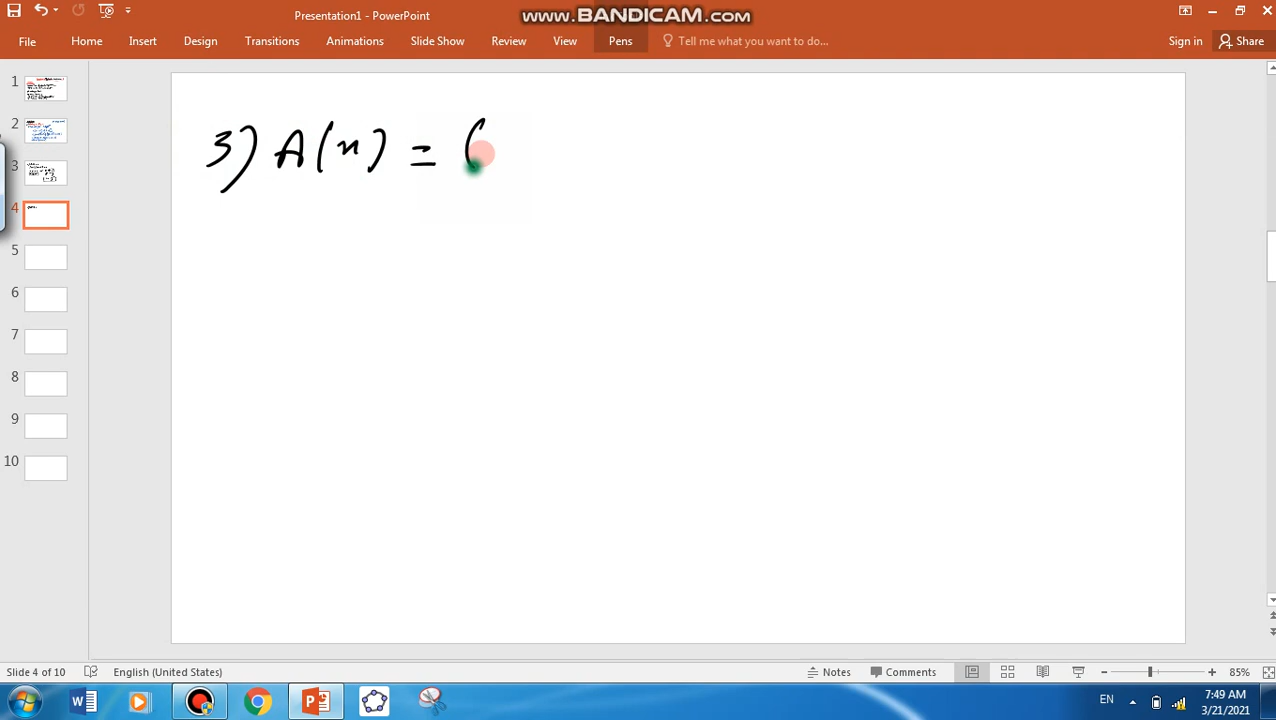 Presentation1 - PowerPoint
www.BANDICAM.com
File Home Insert Design Transitions Animations Slide Show Review View Pens Tell me what you want to do... Sign in Share
1
2
3
4
5
6
7
8
9
10
3) A(x) = (
Slide 4 of 10 English (United States) Notes Comments 85%
EN 7:49 AM
3/21/2021